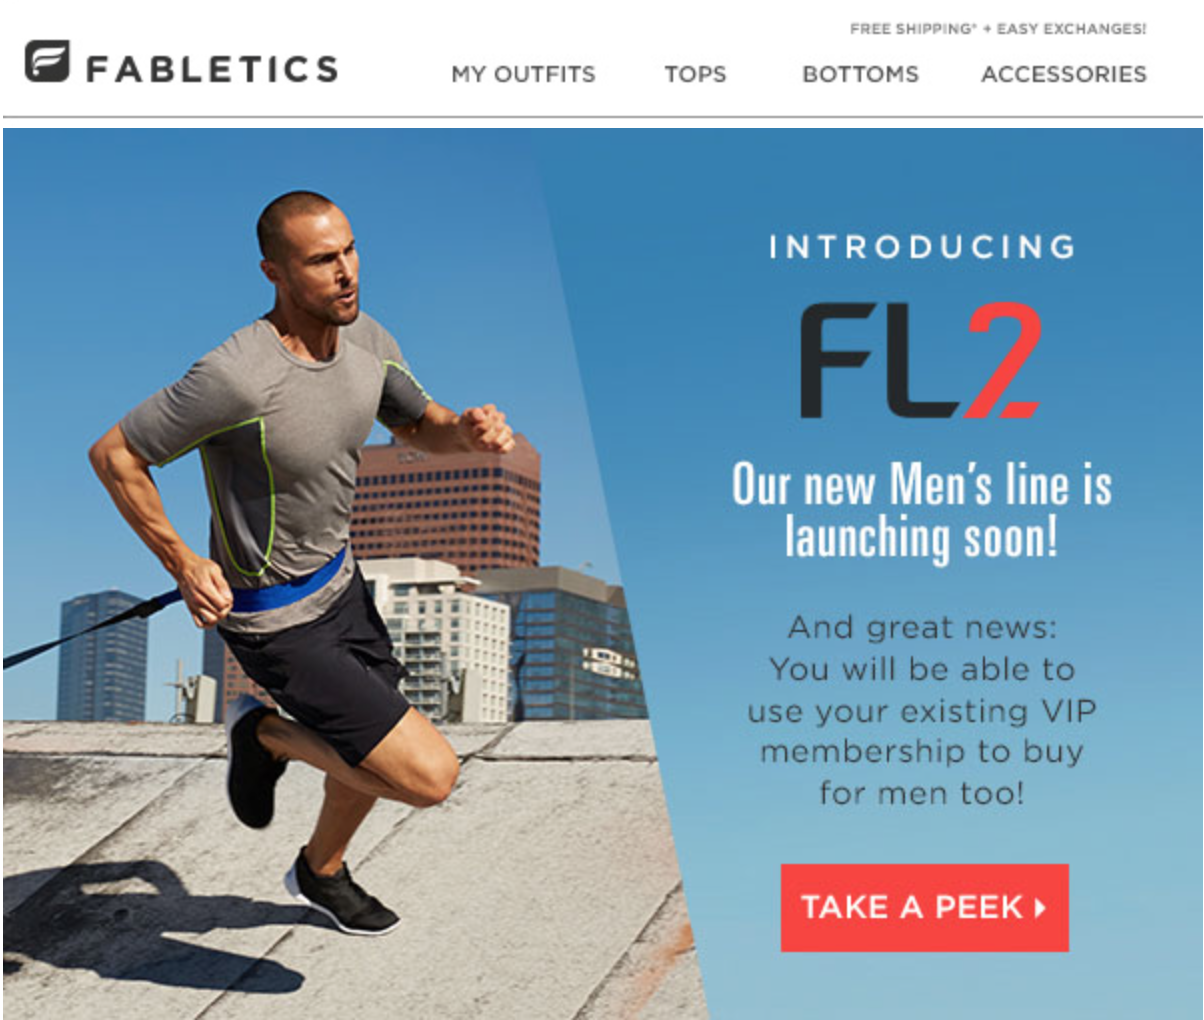 FREE SHIPPING* + EASY EXCHANGES!
FABLETICS
MY OUTFITS TOPS BOTTOMS ACCESSORIES
INTRODUCING
FL2
Our new Men's line is
launching soon!
And great news:
You will be able to
use your existing VIP
membership to buy
for men too!
TAKE A PEEK